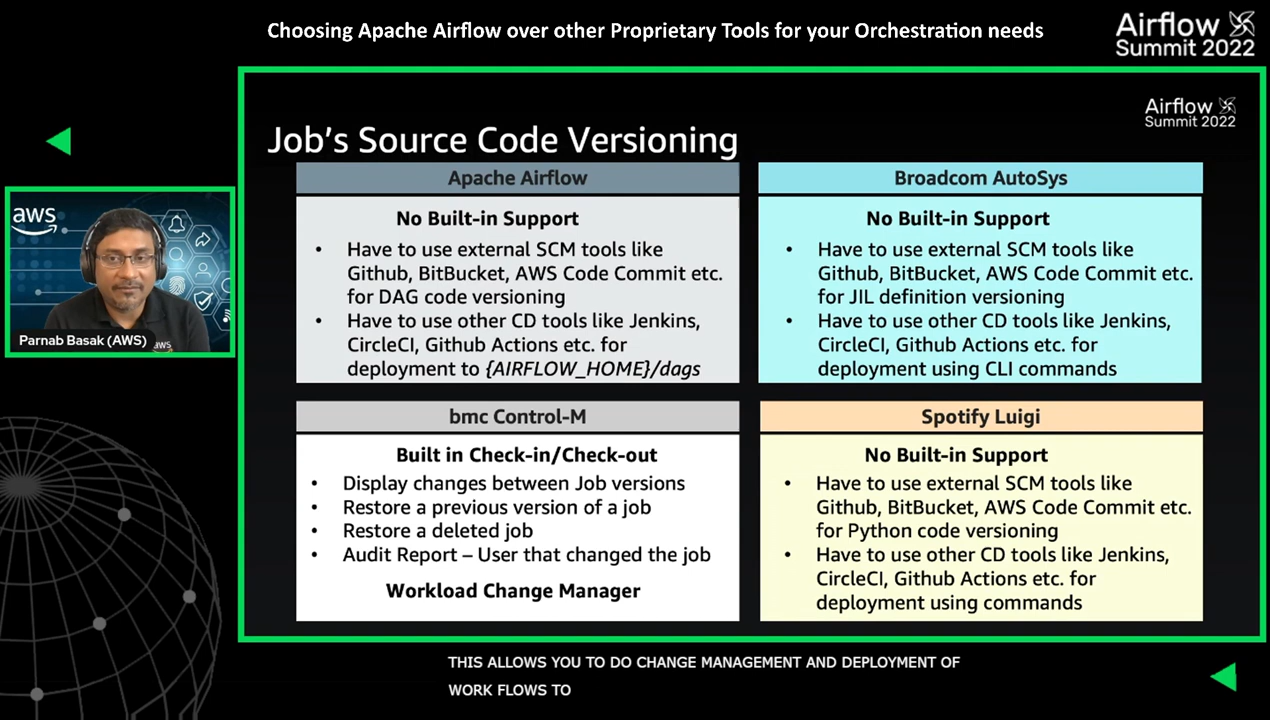 Choosing Apache Airflow over other Proprietary Tools for your Orchestration needs
Airflow
Summit 2022
Airflow
Summit 2022
Job's Source Code Versioning
aws
Parnab Basak (AWS)
aws
Apache Airflow
No Built-in Support
• Have to use external SCM tools like
Github, BitBucket, AWS Code Commit etc.
for DAG code versioning
• Have to use other CD tools like Jenkins,
CircleCI, Github Actions etc. for
deployment to {AIRFLOW_HOME}/dags
Broadcom AutoSys
No Built-in Support
• Have to use external SCM tools like
Github, BitBucket, AWS Code Commit etc.
for JIL definition versioning
• Have to use other CD tools like Jenkins,
CircleCI, Github Actions etc. for
deployment using CLI commands
bmc Control-M
Built in Check-in/Check-out
• Display changes between Job versions
• Restore a previous version of a job
• Restore a deleted job
• Audit Report – User that changed the job
Workload Change Manager
Spotify Luigi
No Built-in Support
• Have to use external SCM tools like
Github, BitBucket, AWS Code Commit etc.
for Python code versioning
• Have to use other CD tools like Jenkins,
CircleCI, Github Actions etc. for
deployment using commands
THIS ALLOWS YOU TO DO CHANGE MANAGEMENT AND DEPLOYMENT OF
WORK FLOWS TO